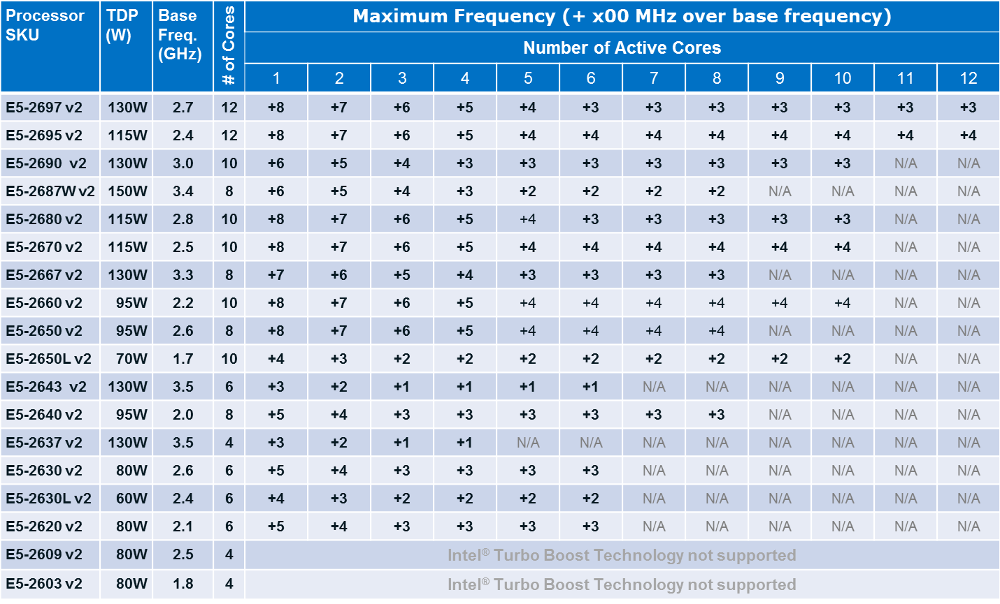 Processor SKU TDP (W) Base Freq. (GHz) # of Cores Maximum Frequency (+ x00 MHz over base frequency)
Number of Active Cores
1 2 3 4 5 6 7 8 9 10 11 12
E5-2697 v2 130W 2.7 12 +8 +7 +6 +5 +4 +3 +3 +3 +3 +3 +3 +3
E5-2695 v2 115W 2.4 12 +8 +7 +6 +5 +4 +4 +4 +4 +4 +4 +4 +4
E5-2690 v2 130W 3.0 10 +6 +5 +4 +3 +3 +3 +3 +3 +3 +3 N/A N/A
E5-2687W v2 150W 3.4 8 +6 +5 +4 +3 +2 +2 +2 +2 N/A N/A N/A N/A
E5-2680 v2 115W 2.8 10 +8 +7 +6 +5 +4 +3 +3 +3 +3 +3 N/A N/A
E5-2670 v2 115W 2.5 10 +8 +7 +6 +5 +4 +4 +4 +4 +4 +4 N/A N/A
E5-2667 v2 130W 3.3 8 +7 +6 +5 +4 +3 +3 +3 +3 N/A N/A N/A N/A
E5-2660 v2 95W 2.2 10 +8 +7 +6 +5 +4 +4 +4 +4 +4 +4 N/A N/A
E5-2650 v2 95W 2.6 8 +8 +7 +6 +5 +4 +4 +4 +4 N/A N/A N/A N/A
E5-2650L v2 70W 1.7 10 +4 +3 +2 +2 +2 +2 +2 +2 +2 +2 N/A N/A
E5-2643 v2 130W 3.5 6 +3 +2 +1 +1 +1 +1 N/A N/A N/A N/A N/A N/A
E5-2640 v2 95W 2.0 8 +5 +4 +3 +3 +3 +3 +3 +3 N/A N/A N/A N/A
E5-2637 v2 130W 3.5 4 +3 +2 +1 +1 N/A N/A N/A N/A N/A N/A N/A N/A
E5-2630 v2 80W 2.6 6 +5 +4 +3 +3 +3 +3 N/A N/A N/A N/A N/A N/A
E5-2630L v2 60W 2.4 6 +4 +3 +2 +2 +2 +2 N/A N/A N/A N/A N/A N/A
E5-2620 v2 80W 2.1 6 +5 +4 +3 +3 +3 +3 N/A N/A N/A N/A N/A N/A
E5-2609 v2 80W 2.5 4 Intel® Turbo Boost Technology not supported
E5-2603 v2 80W 1.8 4 Intel® Turbo Boost Technology not supported